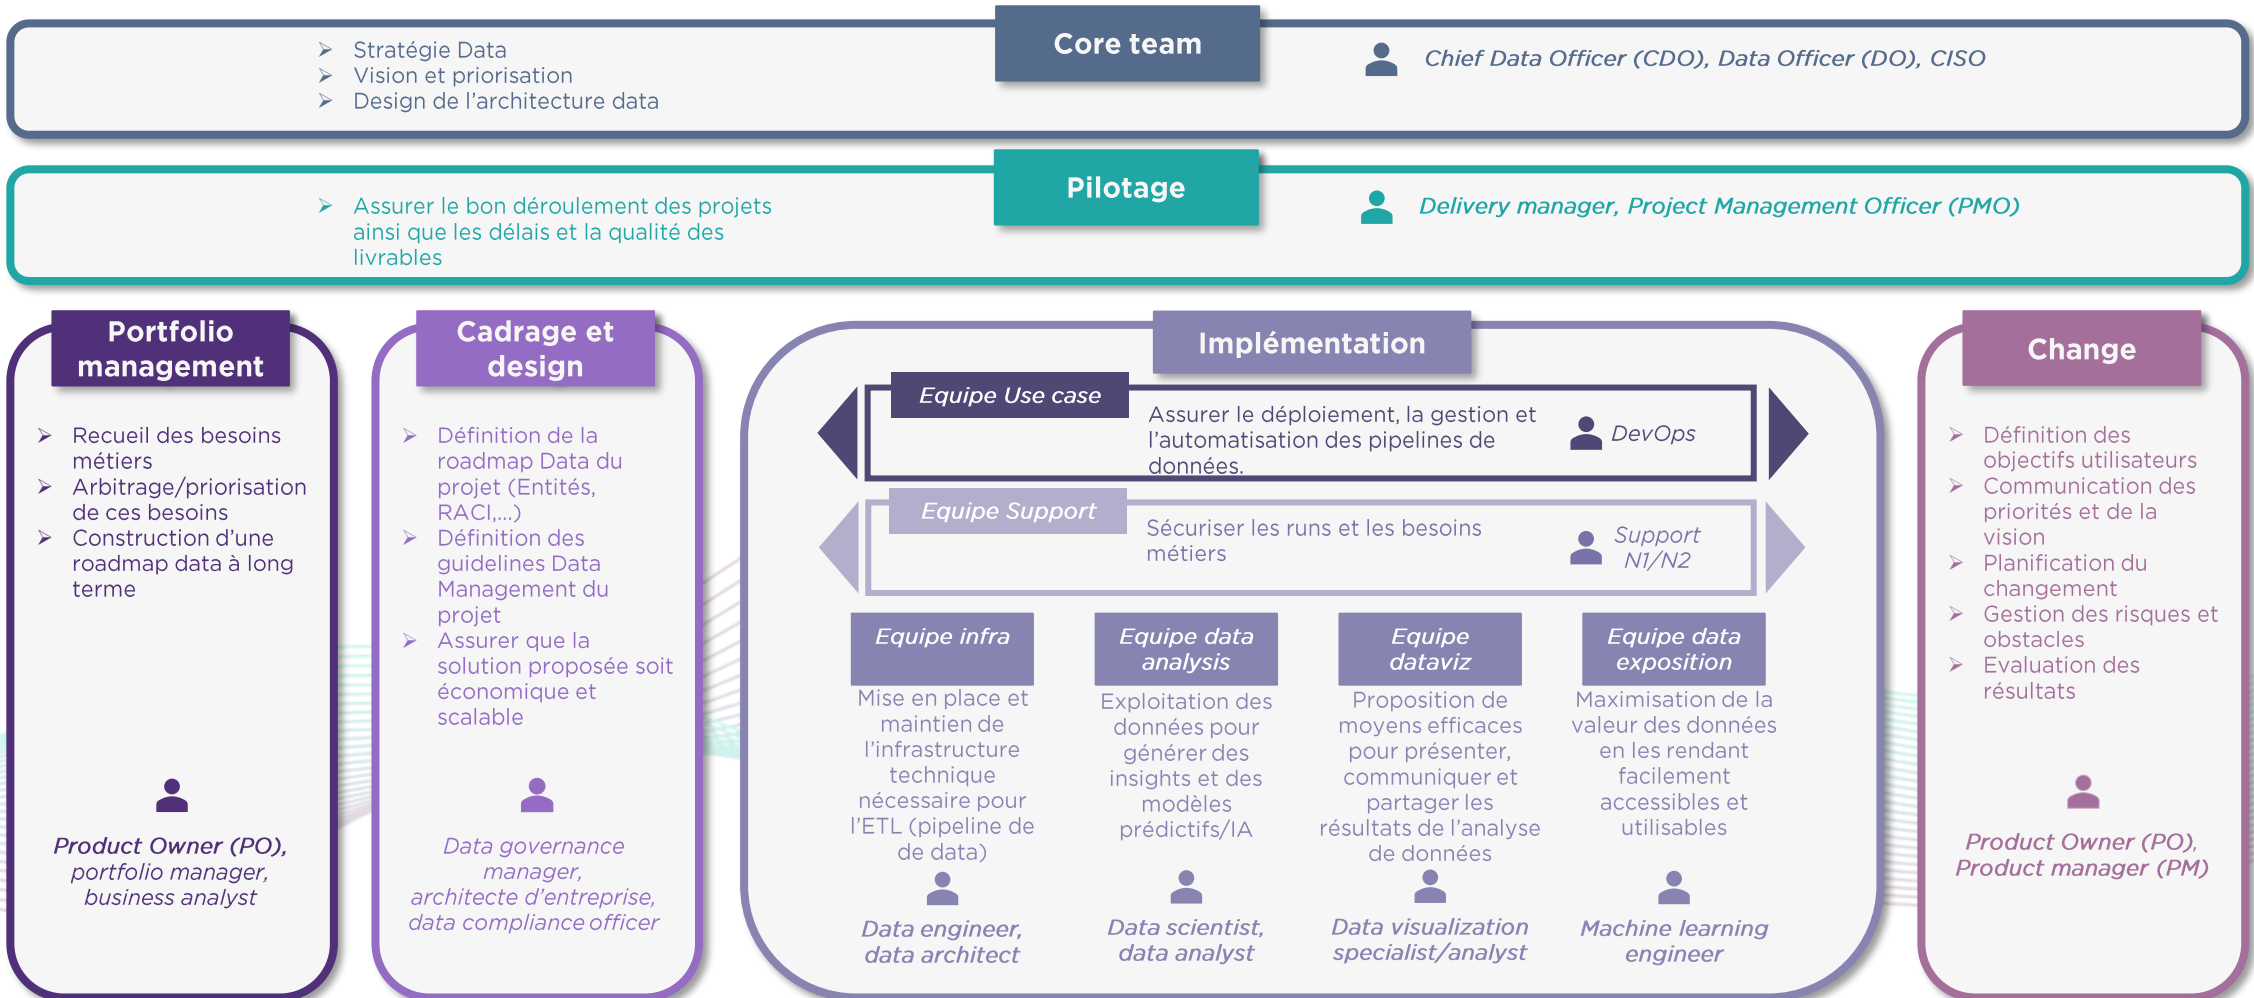 Core team
Stratégie Data
Vision et priorisation
Design de l'architecture data
Chief Data Officer (CDO), Data Officer (DO), CISO
Pilotage
Assurer le bon déroulement des projets
ainsi que les délais et la qualité des
livrables
Delivery manager, Project Management Officer (PMO)
Portfolio
management
Recueil des besoins
métiers
Arbitrage/priorisation
de ces besoins
Construction d'une
roadmap data à long
terme
Product Owner (PO),
portfolio manager,
business analyst
Cadrage et
design
Définition de la
roadmap Data du
projet (Entités,
RACI,...)
Définition des
guidelines Data
Management du
projet
Assurer que la
solution proposée soit
économique et
scalable
Data governance
manager,
architecte d'entreprise,
data compliance officer
Implémentation
Equipe Use case
Assurer le déploiement, la gestion et
l'automatisation des pipelines de
données.
DevOps
Equipe Support
Sécuriser les runs et les besoins
métiers
Support
N1/N2
Equipe infra
Mise en place et
maintien de
l'infrastructure
technique
nécessaire pour
l'ETL (pipeline de
de data)
Data engineer,
data architect
Equipe data
analysis
Exploitation des
données pour
générer des
insights et des
modèles
prédictifs/IA
Data scientist,
data analyst
Equipe
dataviz
Proposition de
moyens efficaces
pour présenter,
communiquer et
partager les
résultats de l'analyse
de données
Data visualization
specialist/analyst
Equipe data
exposition
Maximisation de la
valeur des données
en les rendant
facilement
accessibles et
utilisables
Machine learning
engineer
Change
Définition des
objectifs utilisateurs
Communication des
priorités et de la
vision
Planification du
changement
Gestion des risques et
obstacles
Evaluation des
résultats
Product Owner (PO),
Product manager (PM)